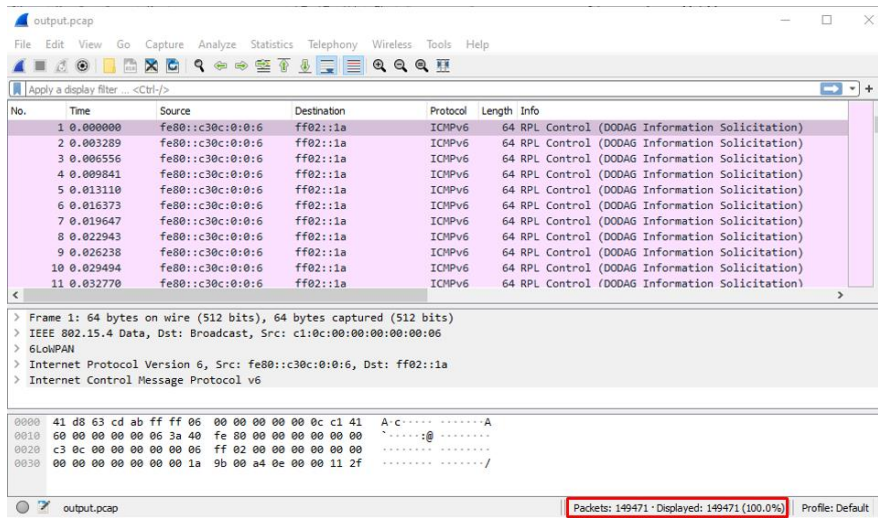 output.pcap
File Edit View Go Capture Analyze Statistics Telephony Wireless Tools Help
Apply a display filter ... <Ctrl-/>
No. Time Source Destination Protocol Length Info
1 0.000000 fe80::c30c:0:0:6 ff02::1a ICMPv6 64 RPL Control (DODAG Information Solicitation)
2 0.003289 fe80::c30c:0:0:6 ff02::1a ICMPv6 64 RPL Control (DODAG Information Solicitation)
3 0.006556 fe80::c30c:0:0:6 ff02::1a ICMPv6 64 RPL Control (DODAG Information Solicitation)
4 0.009841 fe80::c30c:0:0:6 ff02::1a ICMPv6 64 RPL Control (DODAG Information Solicitation)
5 0.013110 fe80::c30c:0:0:6 ff02::1a ICMPv6 64 RPL Control (DODAG Information Solicitation)
6 0.016373 fe80::c30c:0:0:6 ff02::1a ICMPv6 64 RPL Control (DODAG Information Solicitation)
7 0.019647 fe80::c30c:0:0:6 ff02::1a ICMPv6 64 RPL Control (DODAG Information Solicitation)
8 0.022943 fe80::c30c:0:0:6 ff02::1a ICMPv6 64 RPL Control (DODAG Information Solicitation)
9 0.026238 fe80::c30c:0:0:6 ff02::1a ICMPv6 64 RPL Control (DODAG Information Solicitation)
10 0.029494 fe80::c30c:0:0:6 ff02::1a ICMPv6 64 RPL Control (DODAG Information Solicitation)
11 0.032770 fe80::c30c:0:0:6 ff02::1a ICMPv6 64 RPL Control (DODAG Information Solicitation)
> Frame 1: 64 bytes on wire (512 bits), 64 bytes captured (512 bits)
> IEEE 802.15.4 Data, Dst: Broadcast, Src: c1:0c:00:00:00:00:00:06
> 6LoWPAN
> Internet Protocol Version 6, Src: fe80::c30c:0:0:6, Dst: ff02::1a
> Internet Control Message Protocol v6
0000 41 d8 63 cd ab ff ff 06 00 00 00 00 00 0c c1 41 A·c····· ·······A
0010 60 00 00 00 00 06 3a 40 fe 80 00 00 00 00 00 00 `·····:@ ········
0020 c3 0c 00 00 00 00 00 06 ff 02 00 00 00 00 00 00 ········ ········
0030 00 00 00 00 00 00 00 1a 9b 00 a4 0e 00 00 11 2f ········ ·······/
output.pcap Packets: 149471 · Displayed: 149471 (100.0%) Profile: Default